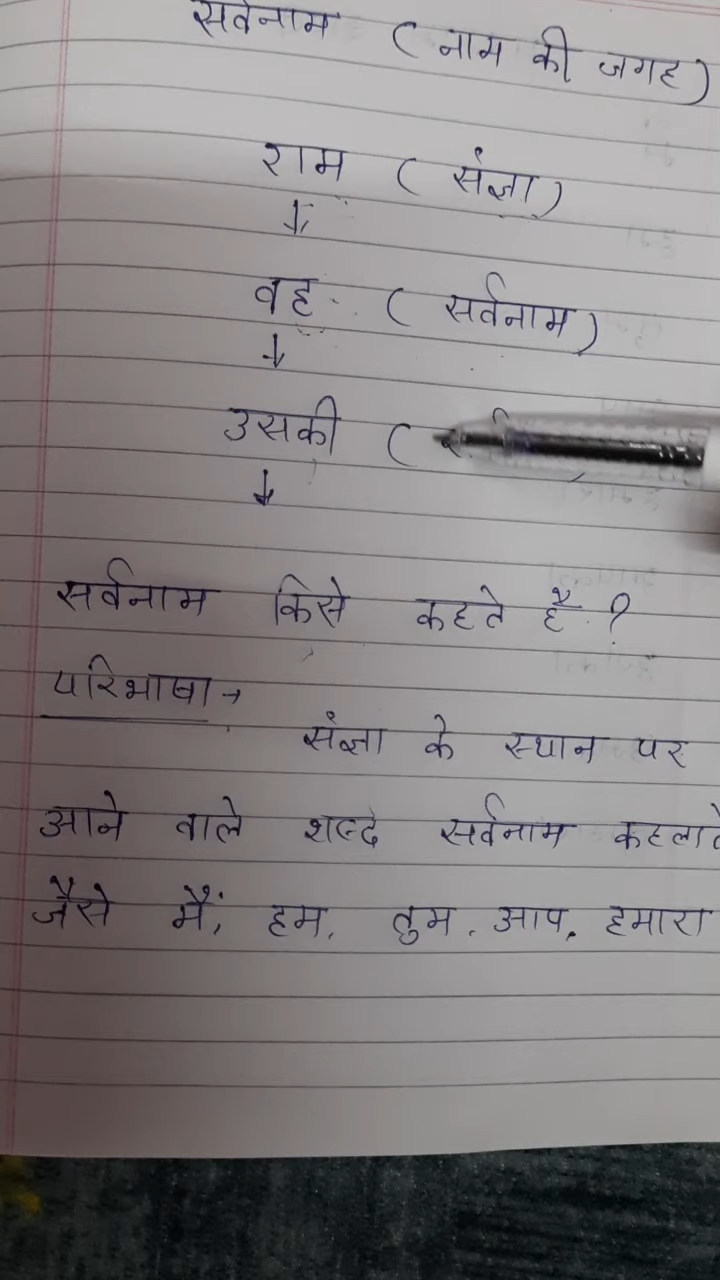 सर्वनाम ( नाम की जगह )
राम ( संज्ञा )
↓
वह ( सर्वनाम )
↓
उसकी (
↓
सर्वनाम किसे कहते है ?
परिभाषा →
संज्ञा के स्थान पर
आने वाले शब्द सर्वनाम कहलाते
जैसे मैं, हम, तुम, आप, हमारा